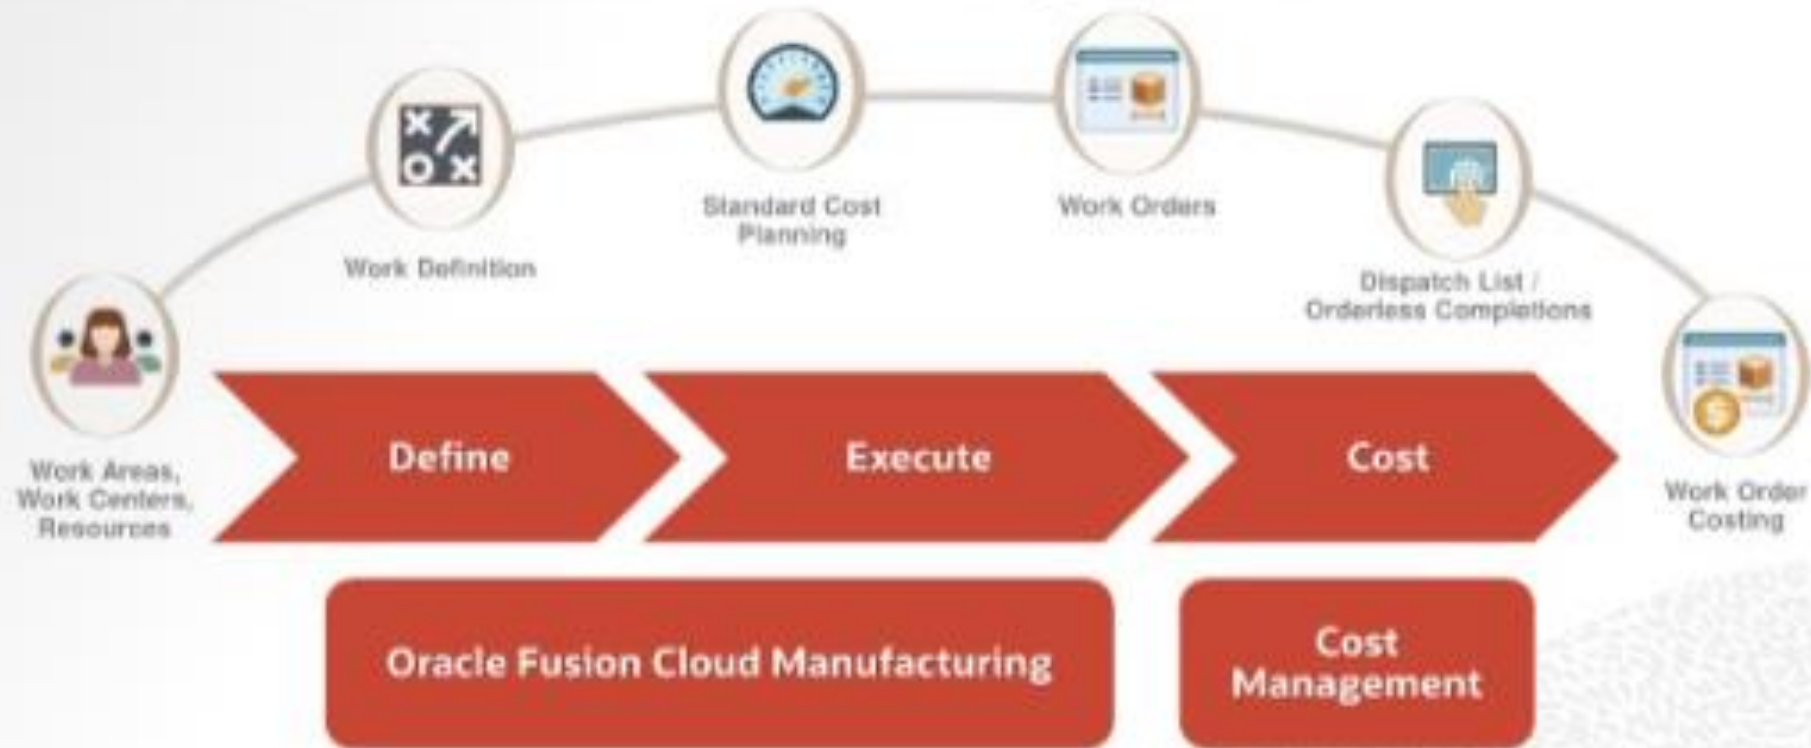 Standard Cost
Planning
Work Orders
Work Definition
Dispatch List /
Orderless Completions
Work Areas,
Work Centers,
Resources
Define
Execute
Cost
Work Order
Costing
Oracle Fusion Cloud Manufacturing
Cost
Management